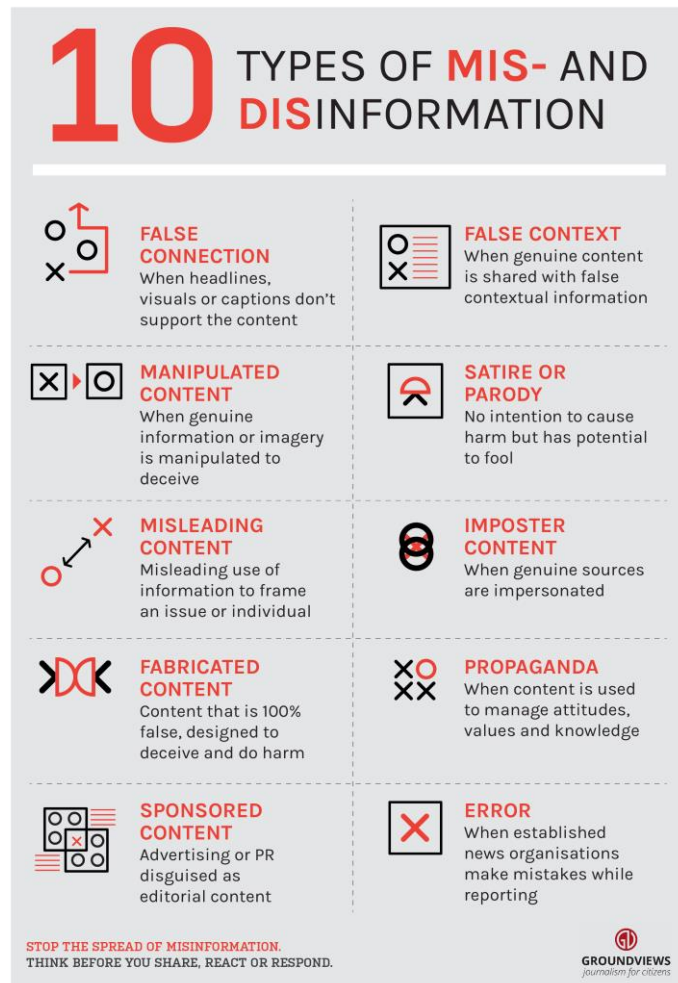 10 TYPES OF MIS- AND
DISINFORMATION
FALSE
CONNECTION
When headlines,
visuals or captions don't
support the content
FALSE CONTEXT
When genuine content
is shared with false
contextual information
MANIPULATED
CONTENT
When genuine
information or imagery
is manipulated to
deceive
SATIRE OR
PARODY
No intention to cause
harm but has potential
to fool
MISLEADING
CONTENT
Misleading use of
information to frame
an issue or individual
IMPOSTER
CONTENT
When genuine sources
are impersonated
FABRICATED
CONTENT
Content that is 100%
false, designed to
deceive and do harm
PROPAGANDA
When content is used
to manage attitudes,
values and knowledge
SPONSORED
CONTENT
Advertising or PR
disguised as
editorial content
ERROR
When established
news organisations
make mistakes while
reporting
STOP THE SPREAD OF MISINFORMATION.
THINK BEFORE YOU SHARE, REACT OR RESPOND.
GROUNDVIEWS
journalism for citizens